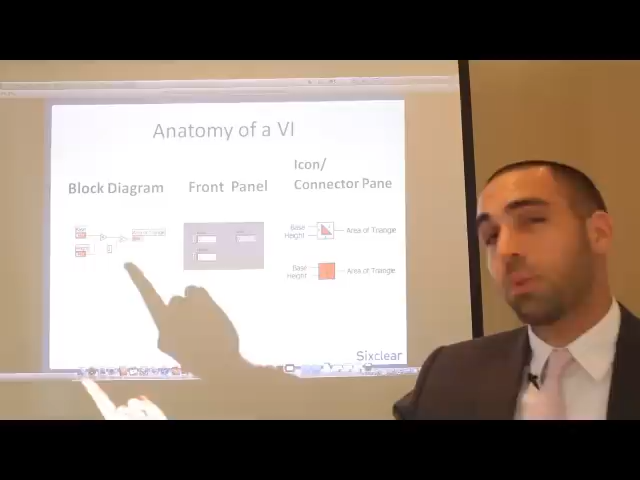 Anatomy of a VI
Block Diagram
Front Panel
Icon/
Connector Pane
Base
Height
Area of Triangle
Base
Height
Area of Triangle
Sixclear